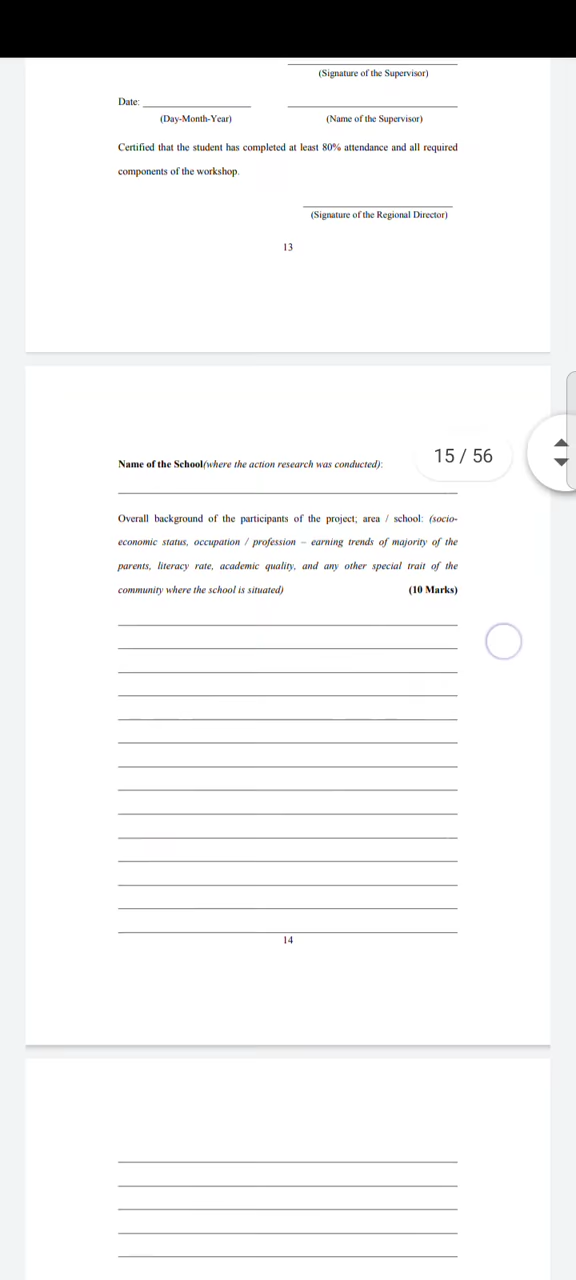 (Signature of the Supervisor)
Date:
(Day-Month-Year) (Name of the Supervisor)
Certified that the student has completed at least 80% attendance and all required
components of the workshop.
(Signature of the Regional Director)
13
15 / 56
Name of the School(where the action research was conducted):
Overall background of the participants of the project; area / school: (socio-
economic status, occupation / profession – earning trends of majority of the
parents, literacy rate, academic quality, and any other special trait of the
community where the school is situated) (10 Marks)
14